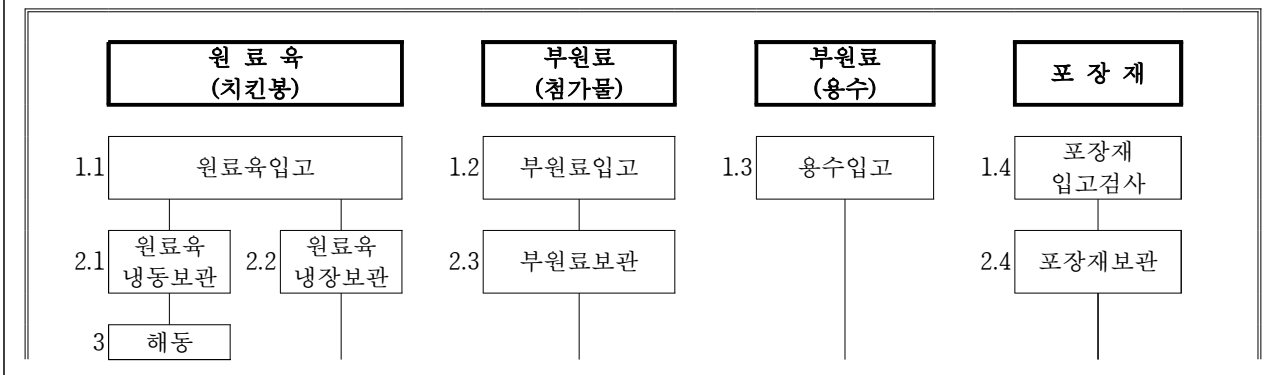 원 료 육
(치킨봉)
부원료
(첨가물)
부원료
(용수)
포 장 재
1.1 원료육입고
1.2 부원료입고
1.3 용수입고
1.4 포장재
입고검사
2.1 원료육
냉동보관
2.2 원료육
냉장보관
2.3 부원료보관
2.4 포장재보관
3 해동